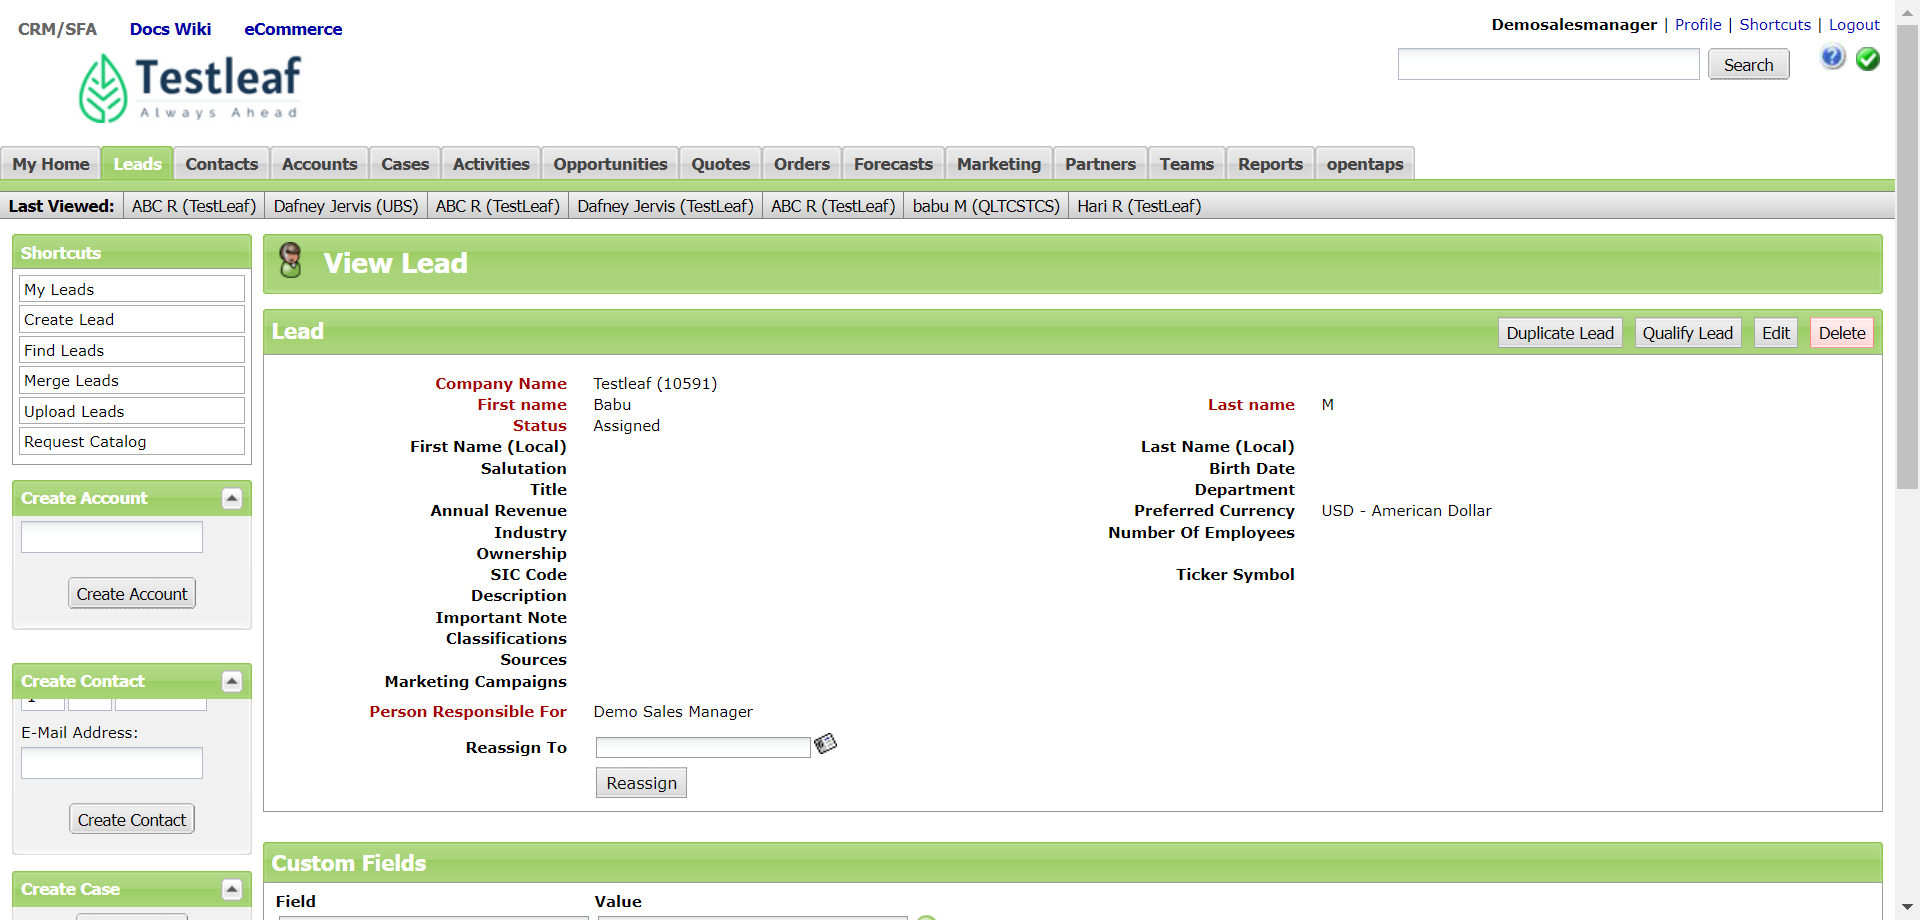 CRM/SFA Docs Wiki eCommerce
Demosalesmanager | Profile | Shortcuts | Logout
Testleaf
Always Ahead
Search
My Home Leads Contacts Accounts Cases Activities Opportunities Quotes Orders Forecasts Marketing Partners Teams Reports opentaps
Last Viewed: ABC R (TestLeaf) Dafney Jervis (UBS) ABC R (TestLeaf) Dafney Jervis (TestLeaf) ABC R (TestLeaf) babu M (QLTCSTCS) Hari R (TestLeaf)
Shortcuts
My Leads
Create Lead
Find Leads
Merge Leads
Upload Leads
Request Catalog
Create Account
Create Account
Create Contact
E-Mail Address:
Create Contact
Create Case
View Lead
Lead
Duplicate Lead Qualify Lead Edit Delete
Company Name Testleaf (10591)
First name Babu Last name M
Status Assigned
First Name (Local) Last Name (Local)
Salutation Birth Date
Title Department
Annual Revenue Preferred Currency USD - American Dollar
Industry Number Of Employees
Ownership
SIC Code Ticker Symbol
Description
Important Note
Classifications
Sources
Marketing Campaigns
Person Responsible For Demo Sales Manager
Reassign To
Reassign
Custom Fields
Field Value